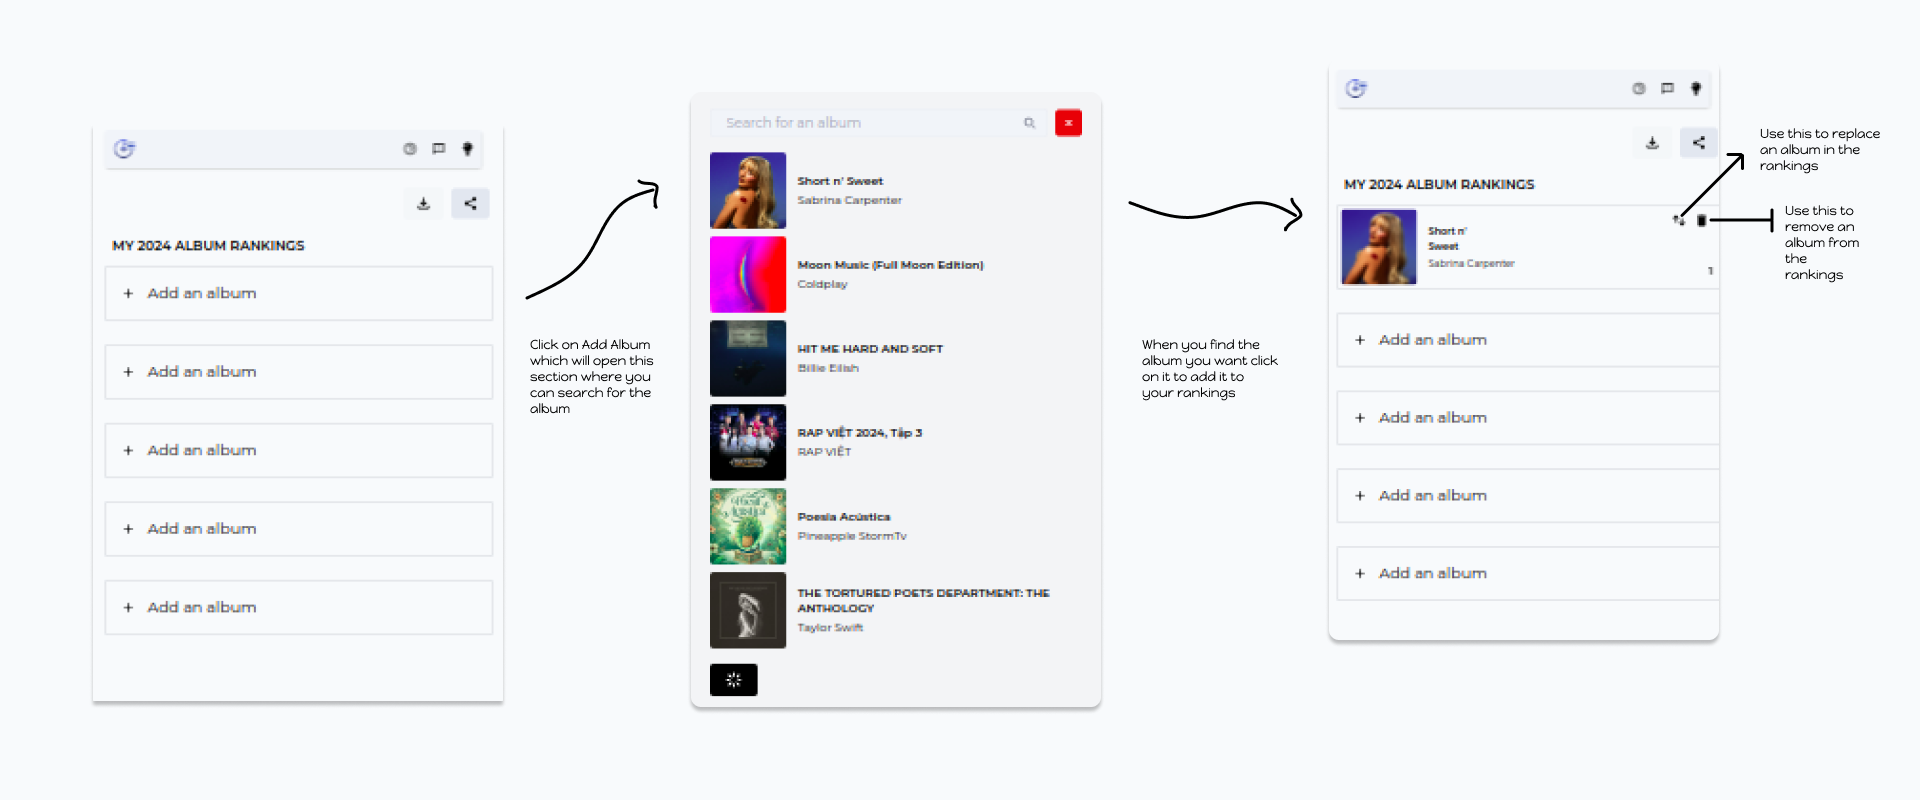 MY 2024 ALBUM RANKINGS
+ Add an album
+ Add an album
+ Add an album
+ Add an album
+ Add an album
Click on Add Album
which will open this
section where you
can search for the
album
Search for an album
Short n' Sweet
Sabrina Carpenter
Moon Music (Full Moon Edition)
Coldplay
HIT ME HARD AND SOFT
Billie Eilish
RAP VIỆT 2024, Tập 3
RAP VIỆT
Poesia Acústica
Pineapple StormTv
THE TORTURED POETS DEPARTMENT: THE
ANTHOLOGY
Taylor Swift
When you find the
album you want click
on it to add it to
your rankings
MY 2024 ALBUM RANKINGS
Short n'
Sweet
Sabrina Carpenter
1
+ Add an album
+ Add an album
+ Add an album
+ Add an album
Use this to replace
an album in the
rankings
Use this to
remove an
album from
the
rankings